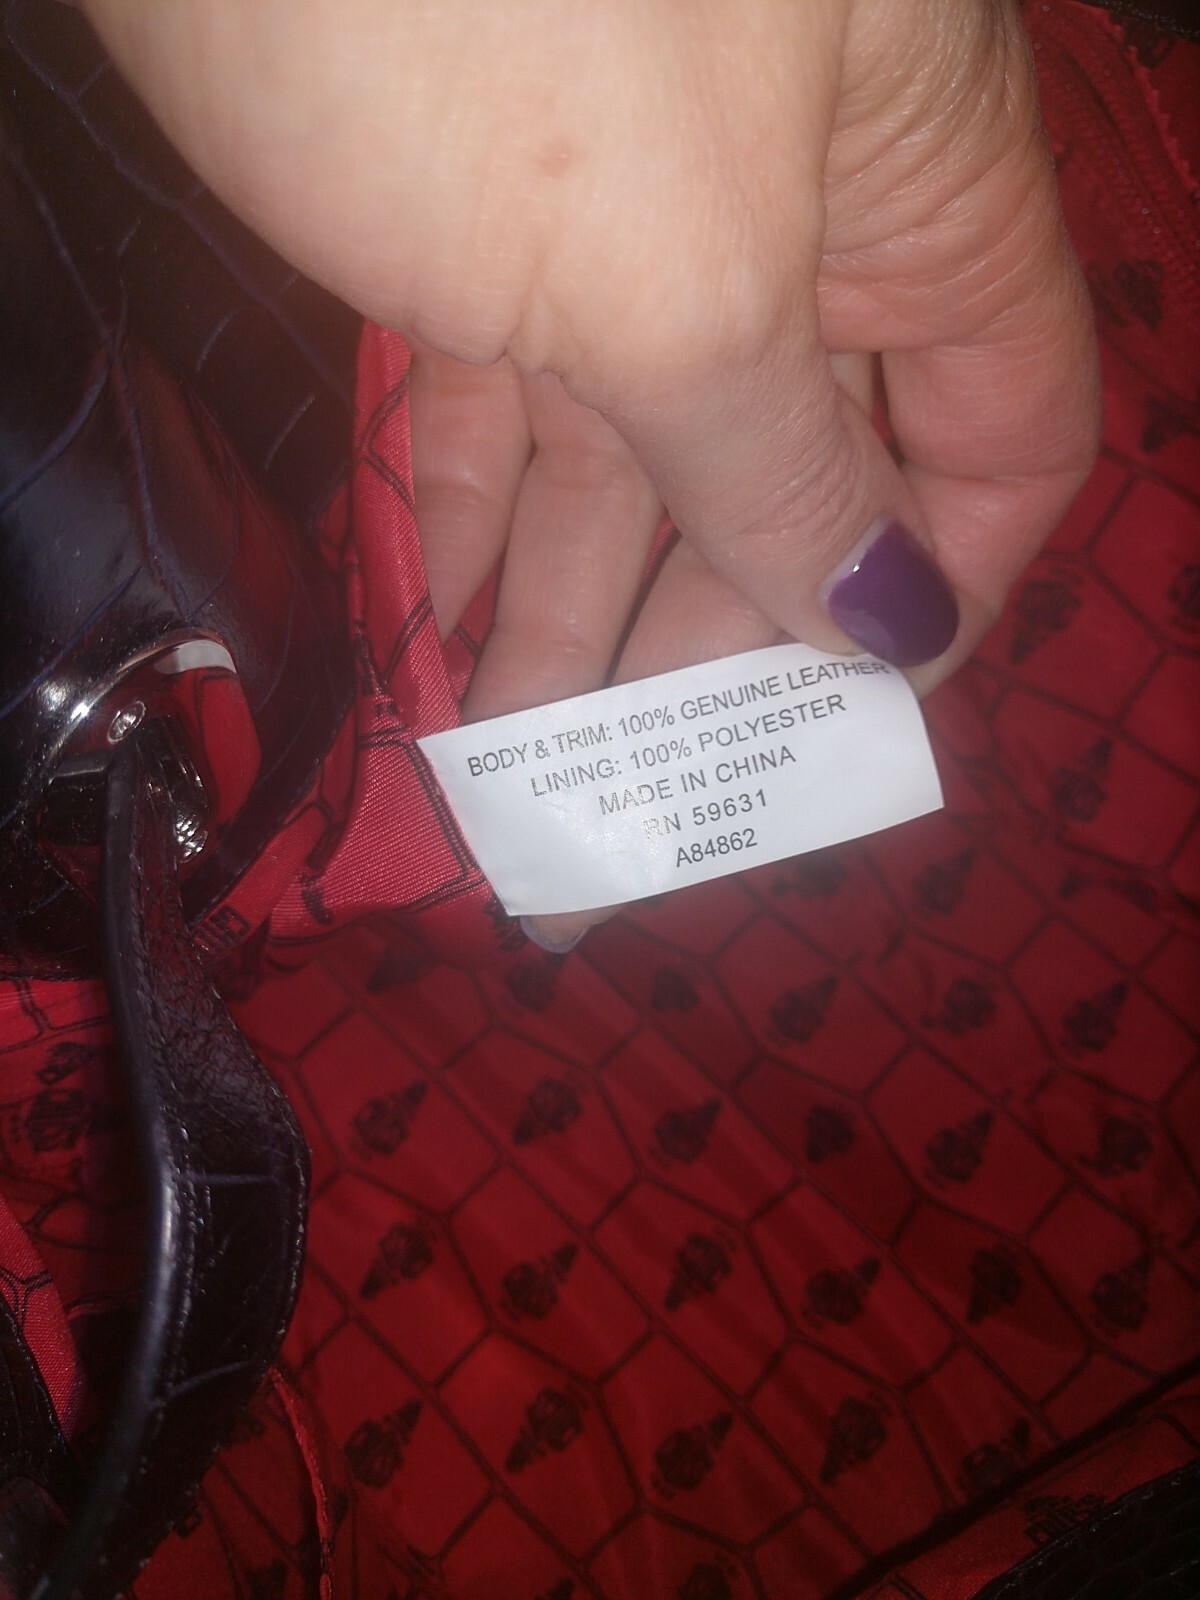 BODY & TRIM: 100% GENUINE LEATHER
LINING: 100% POLYESTER
MADE IN CHINA
RN 59631
A84862